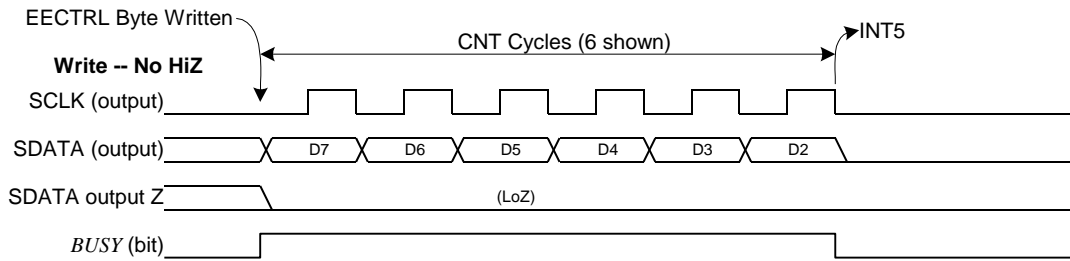 EECTRL Byte Written
CNT Cycles (6 shown)
INT5
Write -- No HiZ
SCLK (output)
SDATA (output)
D7 D6 D5 D4 D3 D2
SDATA output Z
(LoZ)
BUSY (bit)